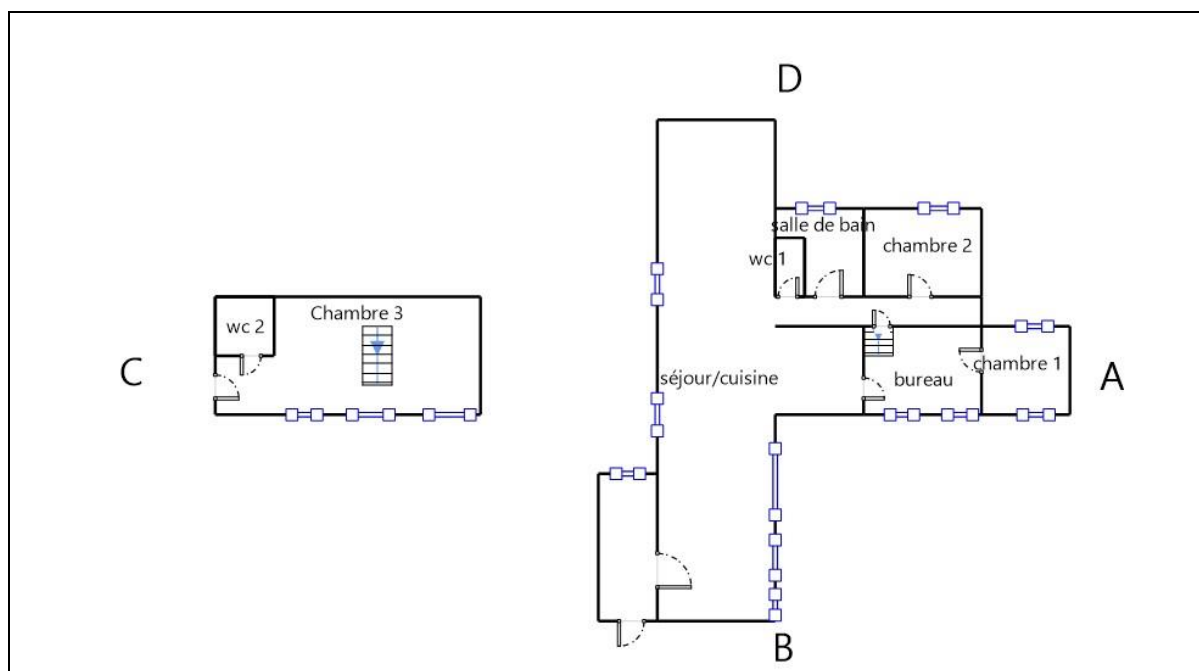 D
salle de bain
wc 1
chambre 2
Chambre 3
wc 2
C
séjour/cuisine
bureau
chambre 1
A
B